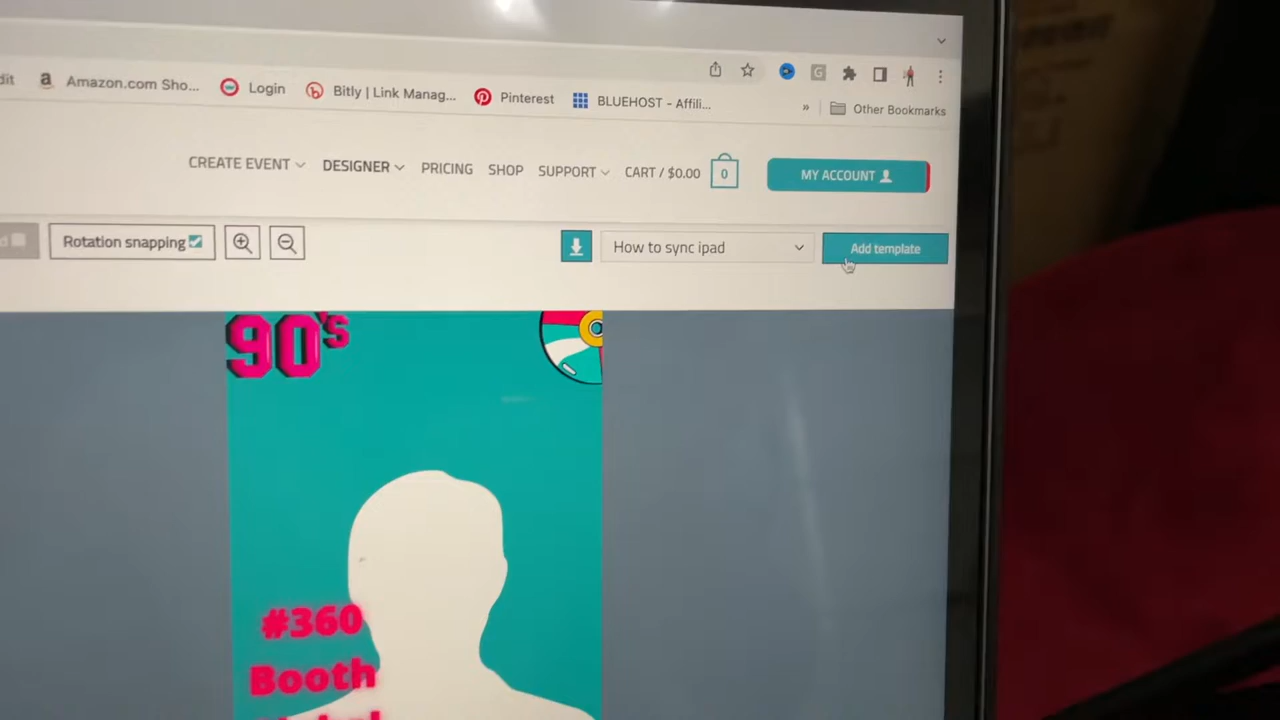 dit
Amazon.com Sho...
Login
Bitly | Link Manag...
Pinterest
BLUEHOST - Affili...
»
Other Bookmarks
CREATE EVENT
DESIGNER
PRICING
SHOP
SUPPORT
CART / $0.00
0
MY ACCOUNT
d
Rotation snapping
How to sync ipad
Add template
90's
#360
Booth